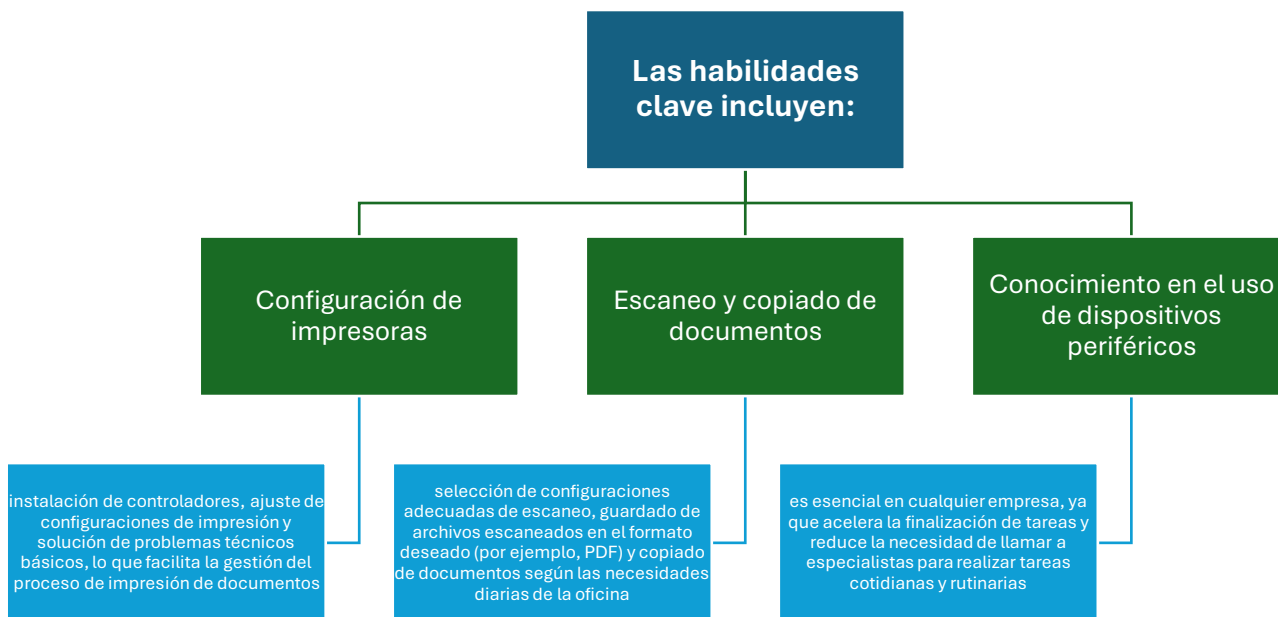 Las habilidades
clave incluyen:
Configuración de
impresoras
Escaneo y copiado de
documentos
Conocimiento en el uso
de dispositivos
periféricos
instalación de controladores, ajuste de
configuraciones de impresión y
solución de problemas técnicos
básicos, lo que facilita la gestión del
proceso de impresión de documentos
selección de configuraciones
adecuadas de escaneo, guardado de
archivos escaneados en el formato
deseado (por ejemplo, PDF) y copiado
de documentos según las necesidades
diarias de la oficina
es esencial en cualquier empresa, ya
que acelera la finalización de tareas y
reduce la necesidad de llamar a
especialistas para realizar tareas
cotidianas y rutinarias